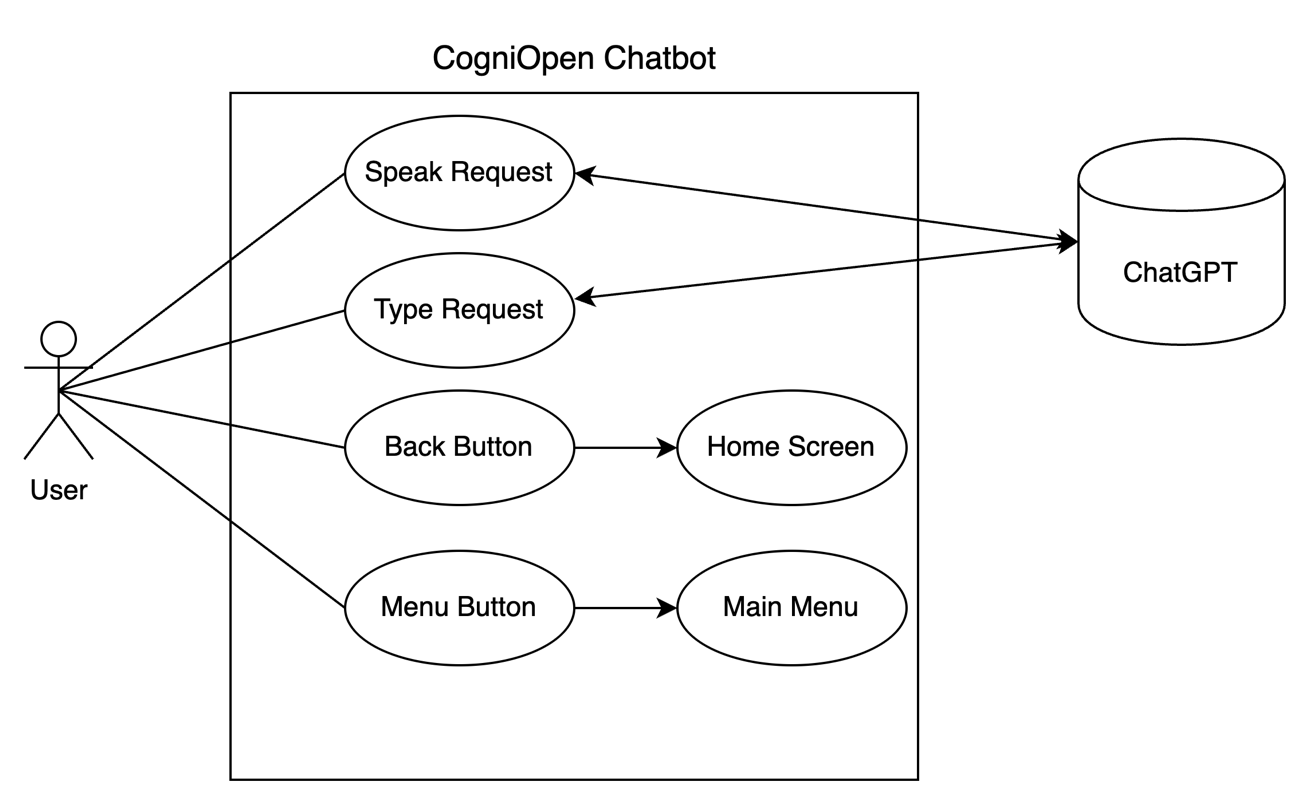 CogniOpen Chatbot
Speak Request
Type Request
ChatGPT
Back Button
Home Screen
User
Menu Button
Main Menu